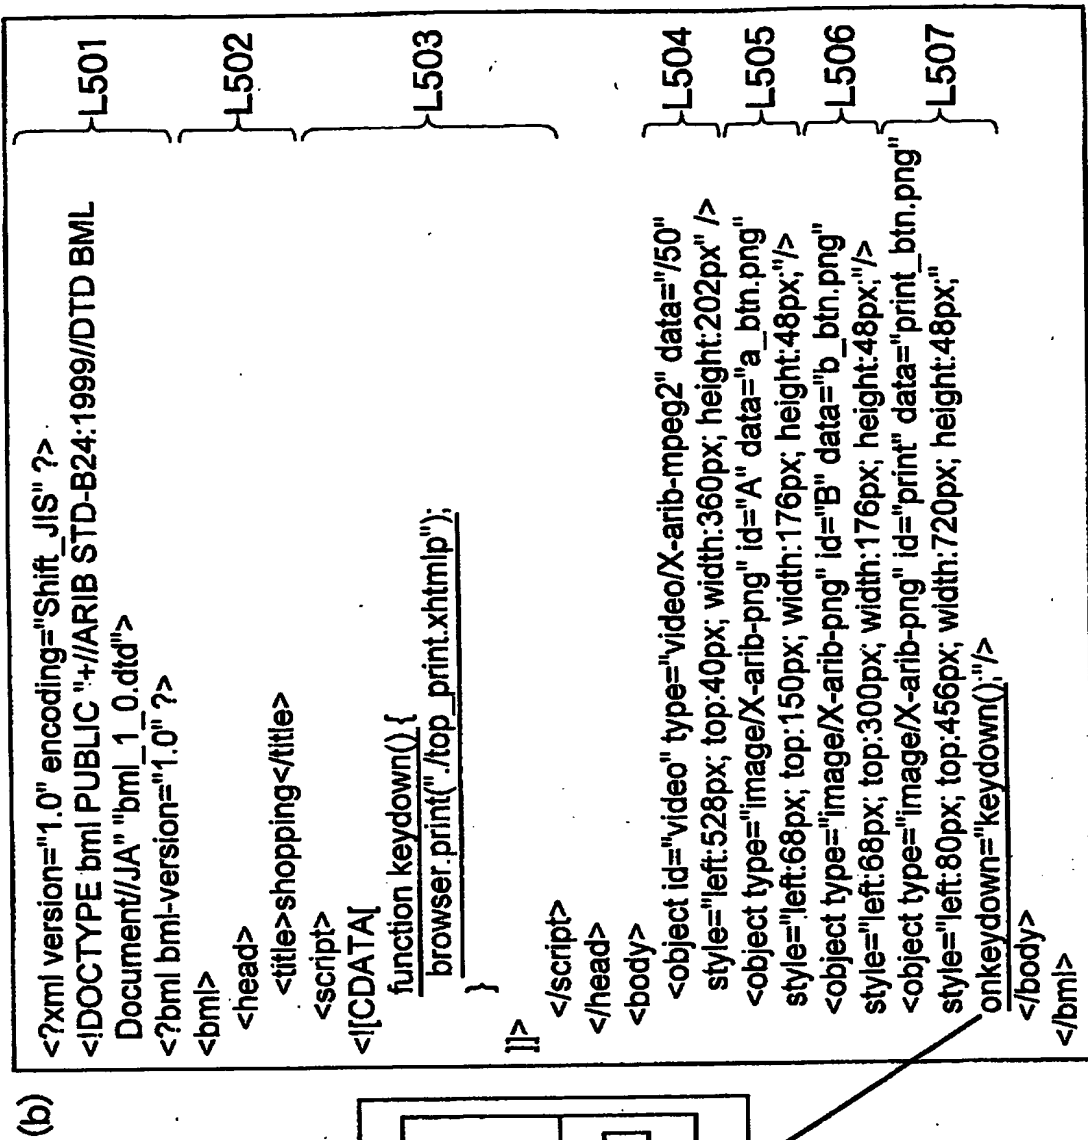 (b)
<?xml version="1.0" encoding="Shift_JIS" ?>
<!DOCTYPE bml PUBLIC "+//ARIB STD-B24:1999//DTD BML
Document//JA" "bml_1_0.dtd">
<?bml bml-version="1.0" ?>
L501
<bml>
<head>
<title>shopping</title>
L502
<script>
<![CDATA[
function keydown() {
browser.print("./top_print.xhtmlp");
}
]]>
L503
</script>
</head>
<body>
<object id="video" type="video/X-arib-mpeg2" data="/50"
style="left:528px; top:40px; width:360px; height:202px" />
L504
<object type="image/X-arib-png" id="A" data="a_btn.png"
style="left:68px; top:150px; width:176px; height:48px;"/>
L505
<object type="image/X-arib-png" id="B" data="b_btn.png"
style="left:68px; top:300px; width:176px; height:48px;"/>
L506
<object type="image/X-arib-png" id="print" data="print_btn.png"
style="left:80px; top:456px; width:720px; height:48px;"
onkeydown="keydown();"/>
L507
</body>
</bml>